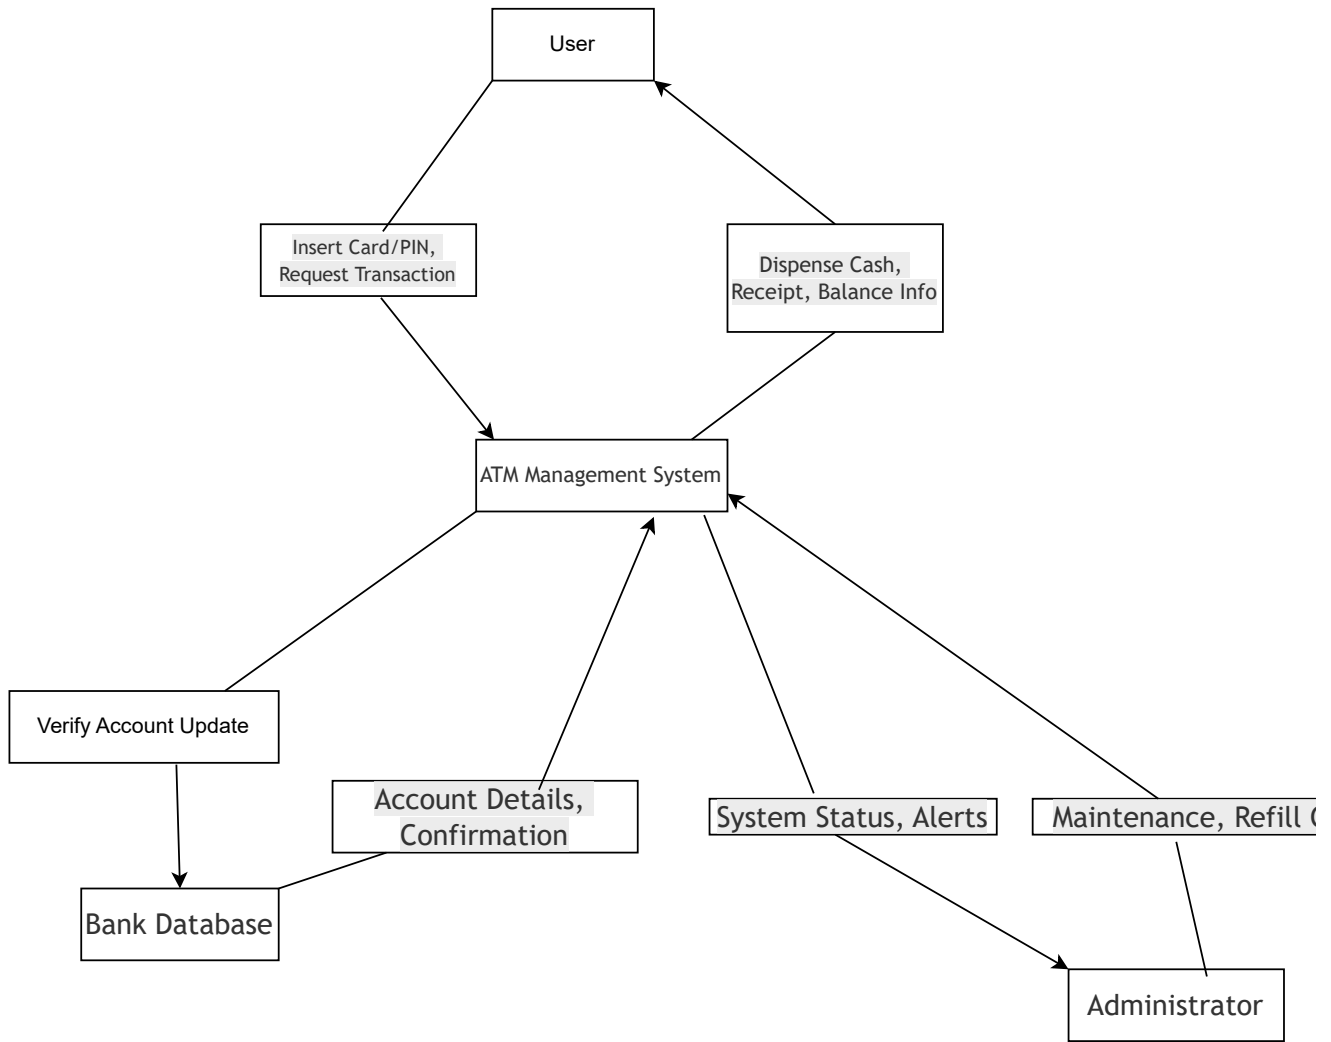 User
Insert Card/PIN,
Request Transaction
Dispense Cash,
Receipt, Balance Info
ATM Management System
Verify Account Update
Account Details,
Confirmation
System Status, Alerts
Maintenance, Refill
Bank Database
Administrator